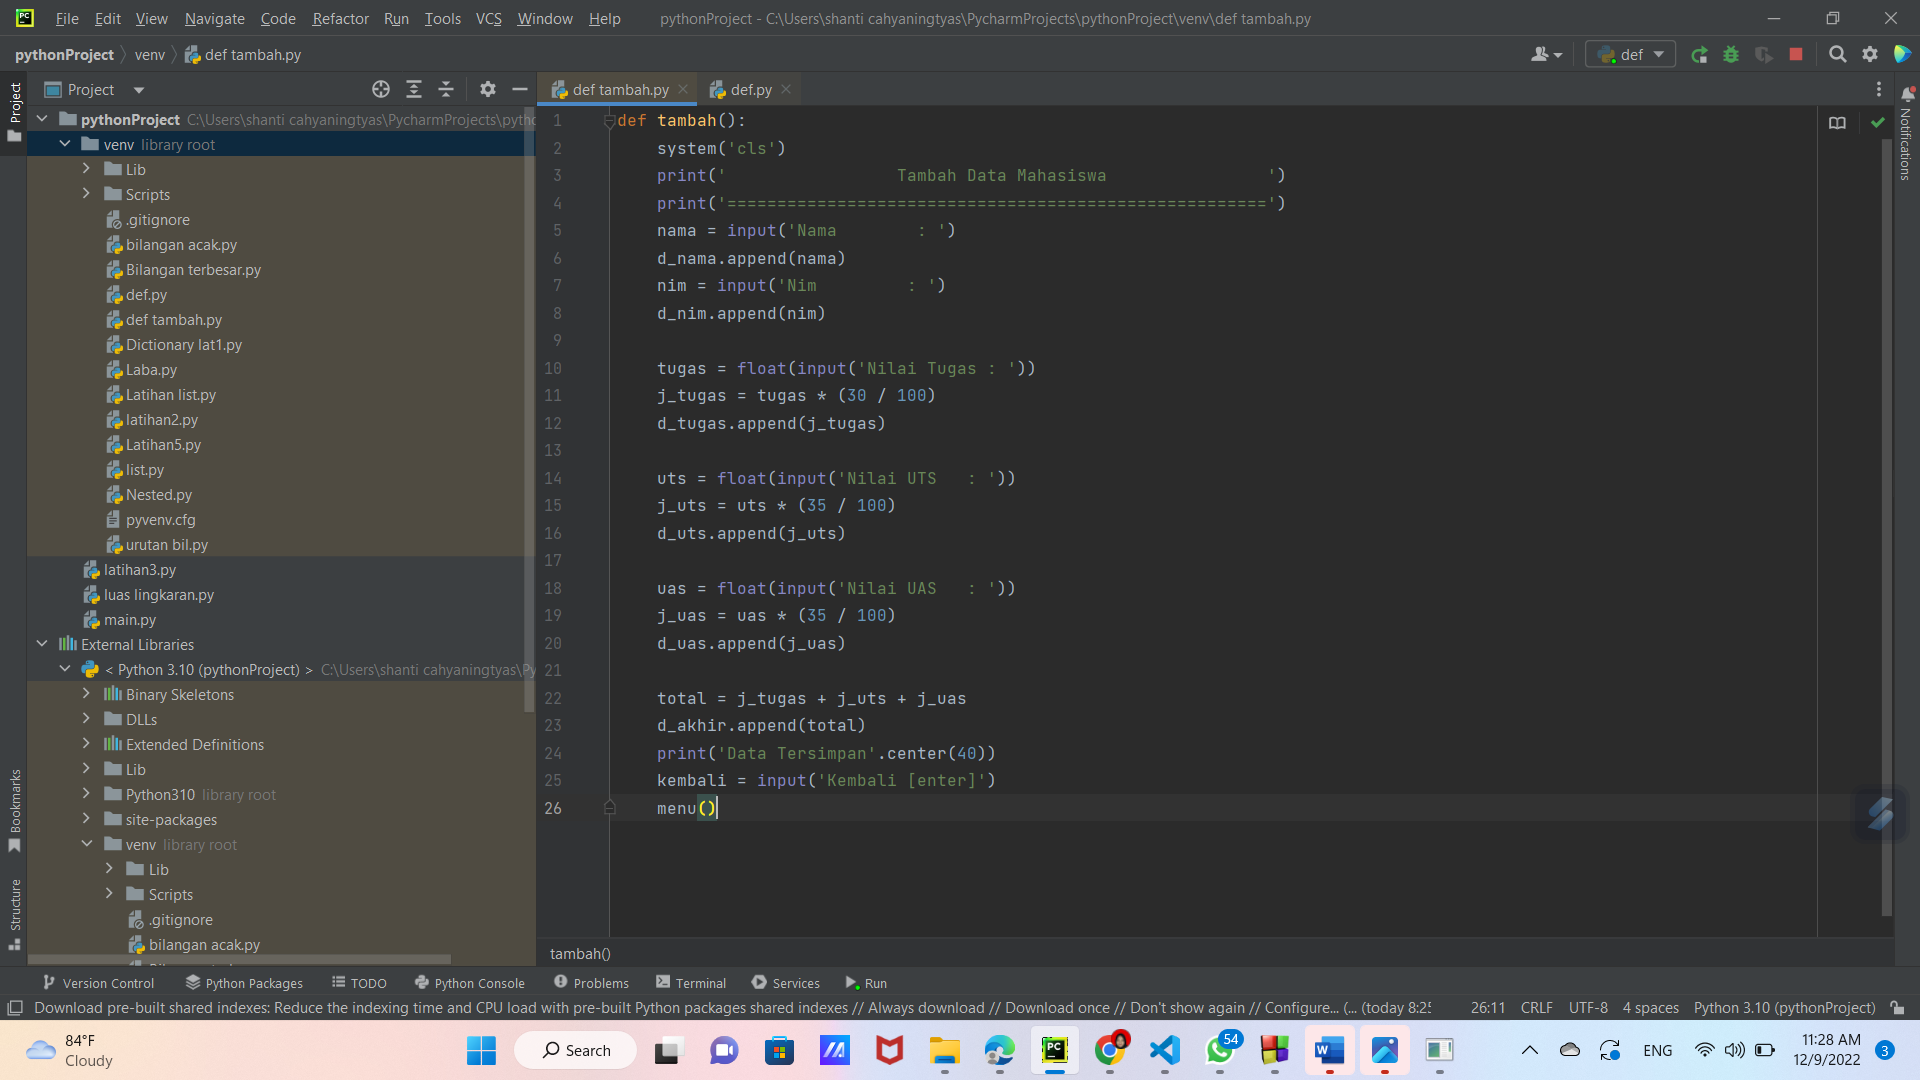 File Edit View Navigate Code Refactor Run Tools VCS Window Help pythonProject - C:\Users\shanti cahyaningtyas\PycharmProjects\pythonProject\venv\def tambah.py
pythonProject venv def tambah.py def
Project
Project
def tambah.py
def.py
Notifications
pythonProject C:\Users\shanti cahyaningtyas\PycharmProjects\pytho
venv library root
Lib
Scripts
.gitignore
bilangan acak.py
Bilangan terbesar.py
def.py
def tambah.py
Dictionary lat1.py
Laba.py
Latihan list.py
latihan2.py
Latihan5.py
list.py
Nested.py
pyvenv.cfg
urutan bil.py
latihan3.py
luas lingkaran.py
main.py
External Libraries
< Python 3.10 (pythonProject) > C:\Users\shanti cahyaningtyas\Py
Binary Skeletons
DLLs
Extended Definitions
Lib
Python310 library root
site-packages
venv library root
Lib
Scripts
.gitignore
bilangan acak.py
Bookmarks
Structure
1 def tambah():
2     system('cls')
3     print('                 Tambah Data Mahasiswa                ')
4     print('======================================================')
5     nama = input('Nama        : ')
6     d_nama.append(nama)
7     nim = input('Nim         : ')
8     d_nim.append(nim)
9
10     tugas = float(input('Nilai Tugas : '))
11     j_tugas = tugas * (30 / 100)
12     d_tugas.append(j_tugas)
13
14     uts = float(input('Nilai UTS   : '))
15     j_uts = uts * (35 / 100)
16     d_uts.append(j_uts)
17
18     uas = float(input('Nilai UAS   : '))
19     j_uas = uas * (35 / 100)
20     d_uas.append(j_uas)
21
22     total = j_tugas + j_uts + j_uas
23     d_akhir.append(total)
24     print('Data Tersimpan'.center(40))
25     kembali = input('Kembali [enter]')
26     menu()
tambah()
Version Control Python Packages TODO Python Console Problems Terminal Services Run
Download pre-built shared indexes: Reduce the indexing time and CPU load with pre-built Python packages shared indexes // Always download // Download once // Don't show again // Configure... (... (today 8:25 26:11 CRLF UTF-8 4 spaces Python 3.10 (pythonProject)
84°F
Cloudy
Search
PC
54
W
ENG
11:28 AM
12/9/2022
3